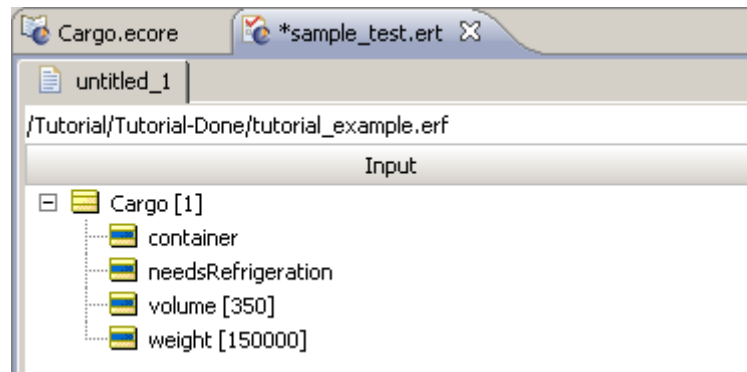 Cargo.ecore *sample_test.ert
untitled_1
/Tutorial/Tutorial-Done/tutorial_example.erf
Input
Cargo [1]
container
needsRefrigeration
volume [350]
weight [150000]